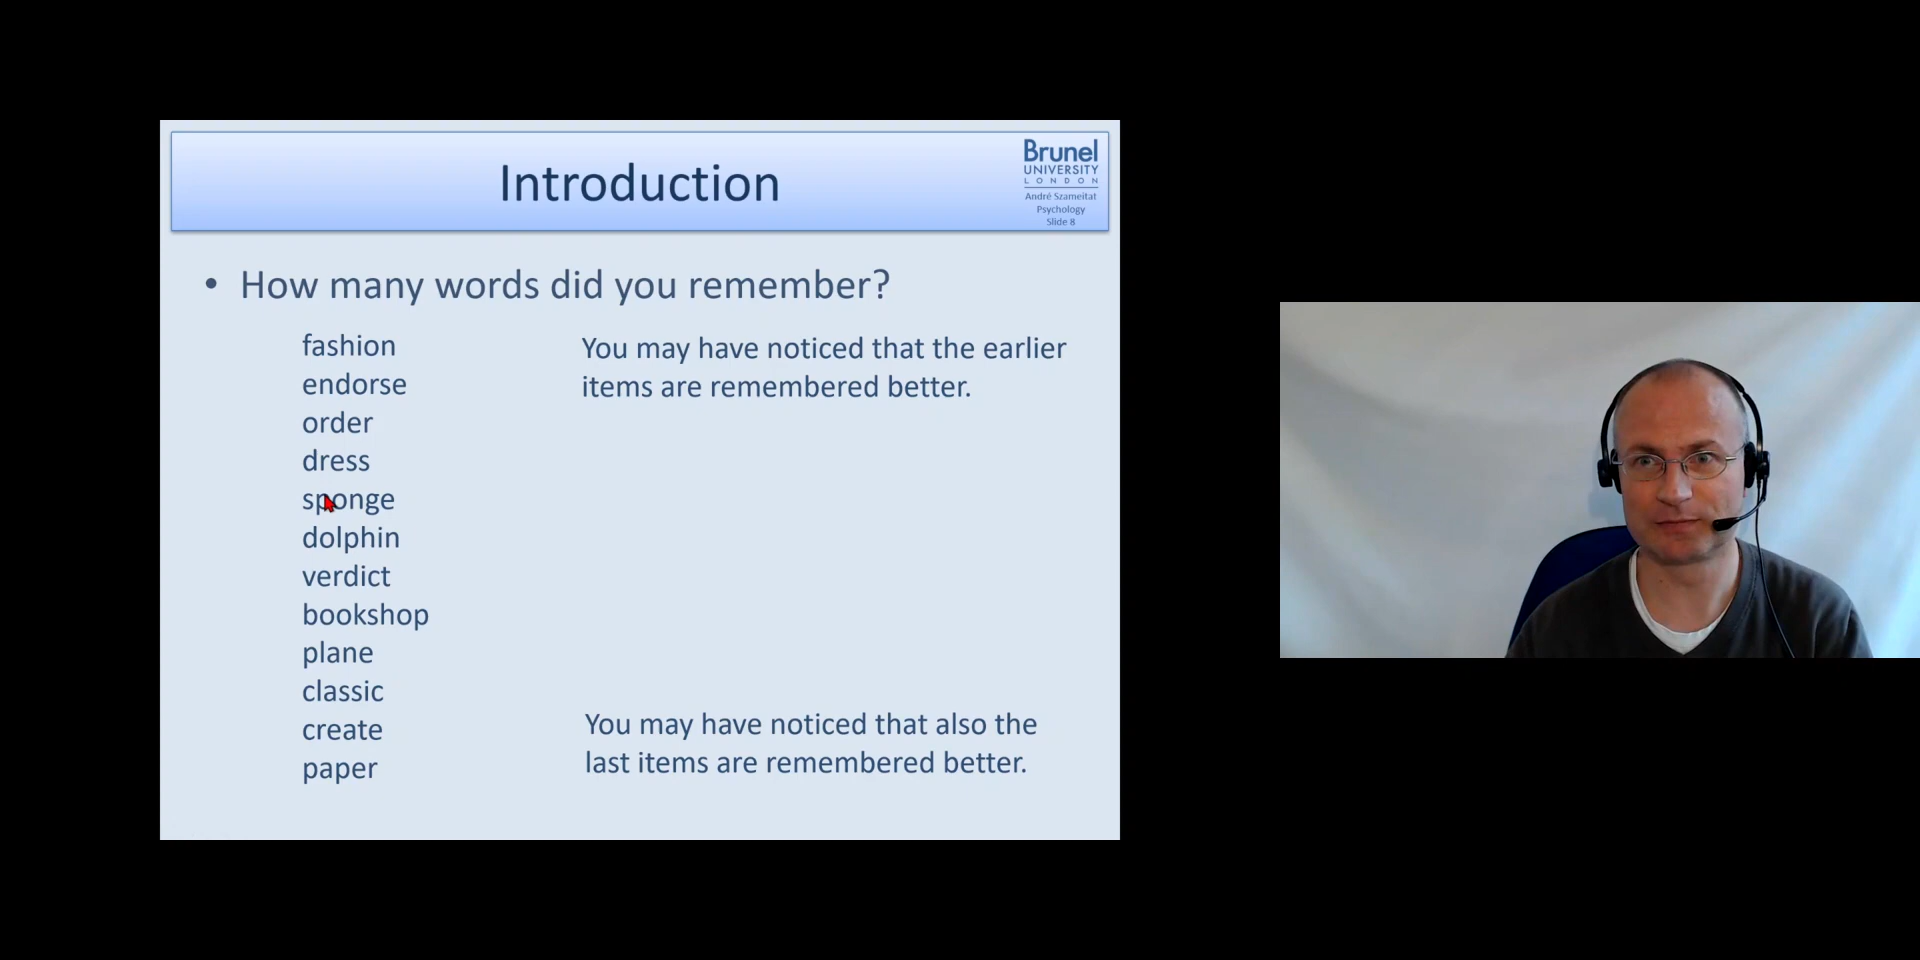 Introduction
Brunel
UNIVERSITY
LONDON
André Szameitat
Psychology
Slide 8
• How many words did you remember?
fashion
endorse
order
dress
sponge
dolphin
verdict
bookshop
plane
classic
create
paper
You may have noticed that the earlier
items are remembered better.
You may have noticed that also the
last items are remembered better.